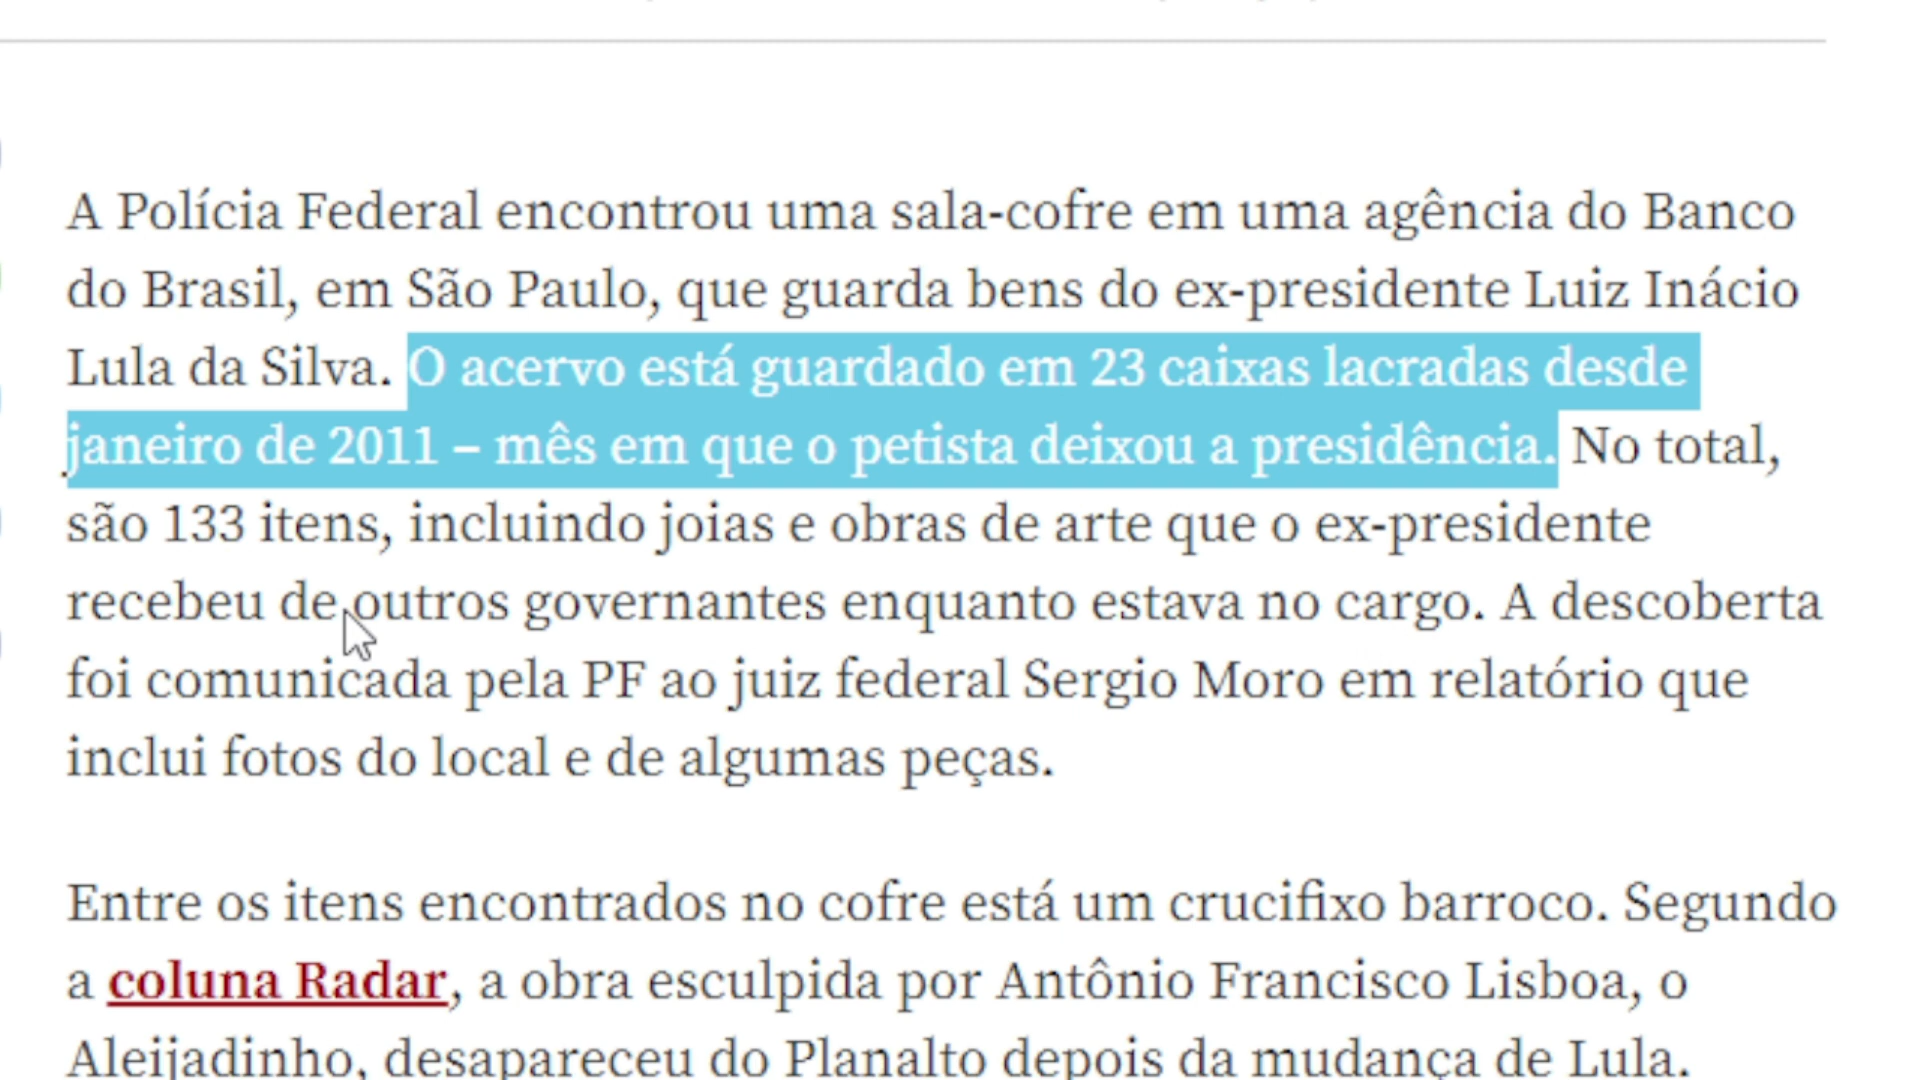 A Polícia Federal encontrou uma sala-cofre em uma agência do Banco
do Brasil, em São Paulo, que guarda bens do ex-presidente Luiz Inácio
Lula da Silva. O acervo está guardado em 23 caixas lacradas desde
janeiro de 2011 – mês em que o petista deixou a presidência. No total,
são 133 itens, incluindo joias e obras de arte que o ex-presidente
recebeu de outros governantes enquanto estava no cargo. A descoberta
foi comunicada pela PF ao juiz federal Sergio Moro em relatório que
inclui fotos do local e de algumas peças.
Entre os itens encontrados no cofre está um crucifixo barroco. Segundo
a coluna Radar, a obra esculpida por Antônio Francisco Lisboa, o
Aleijadinho, desapareceu do Planalto depois da mudança de Lula.